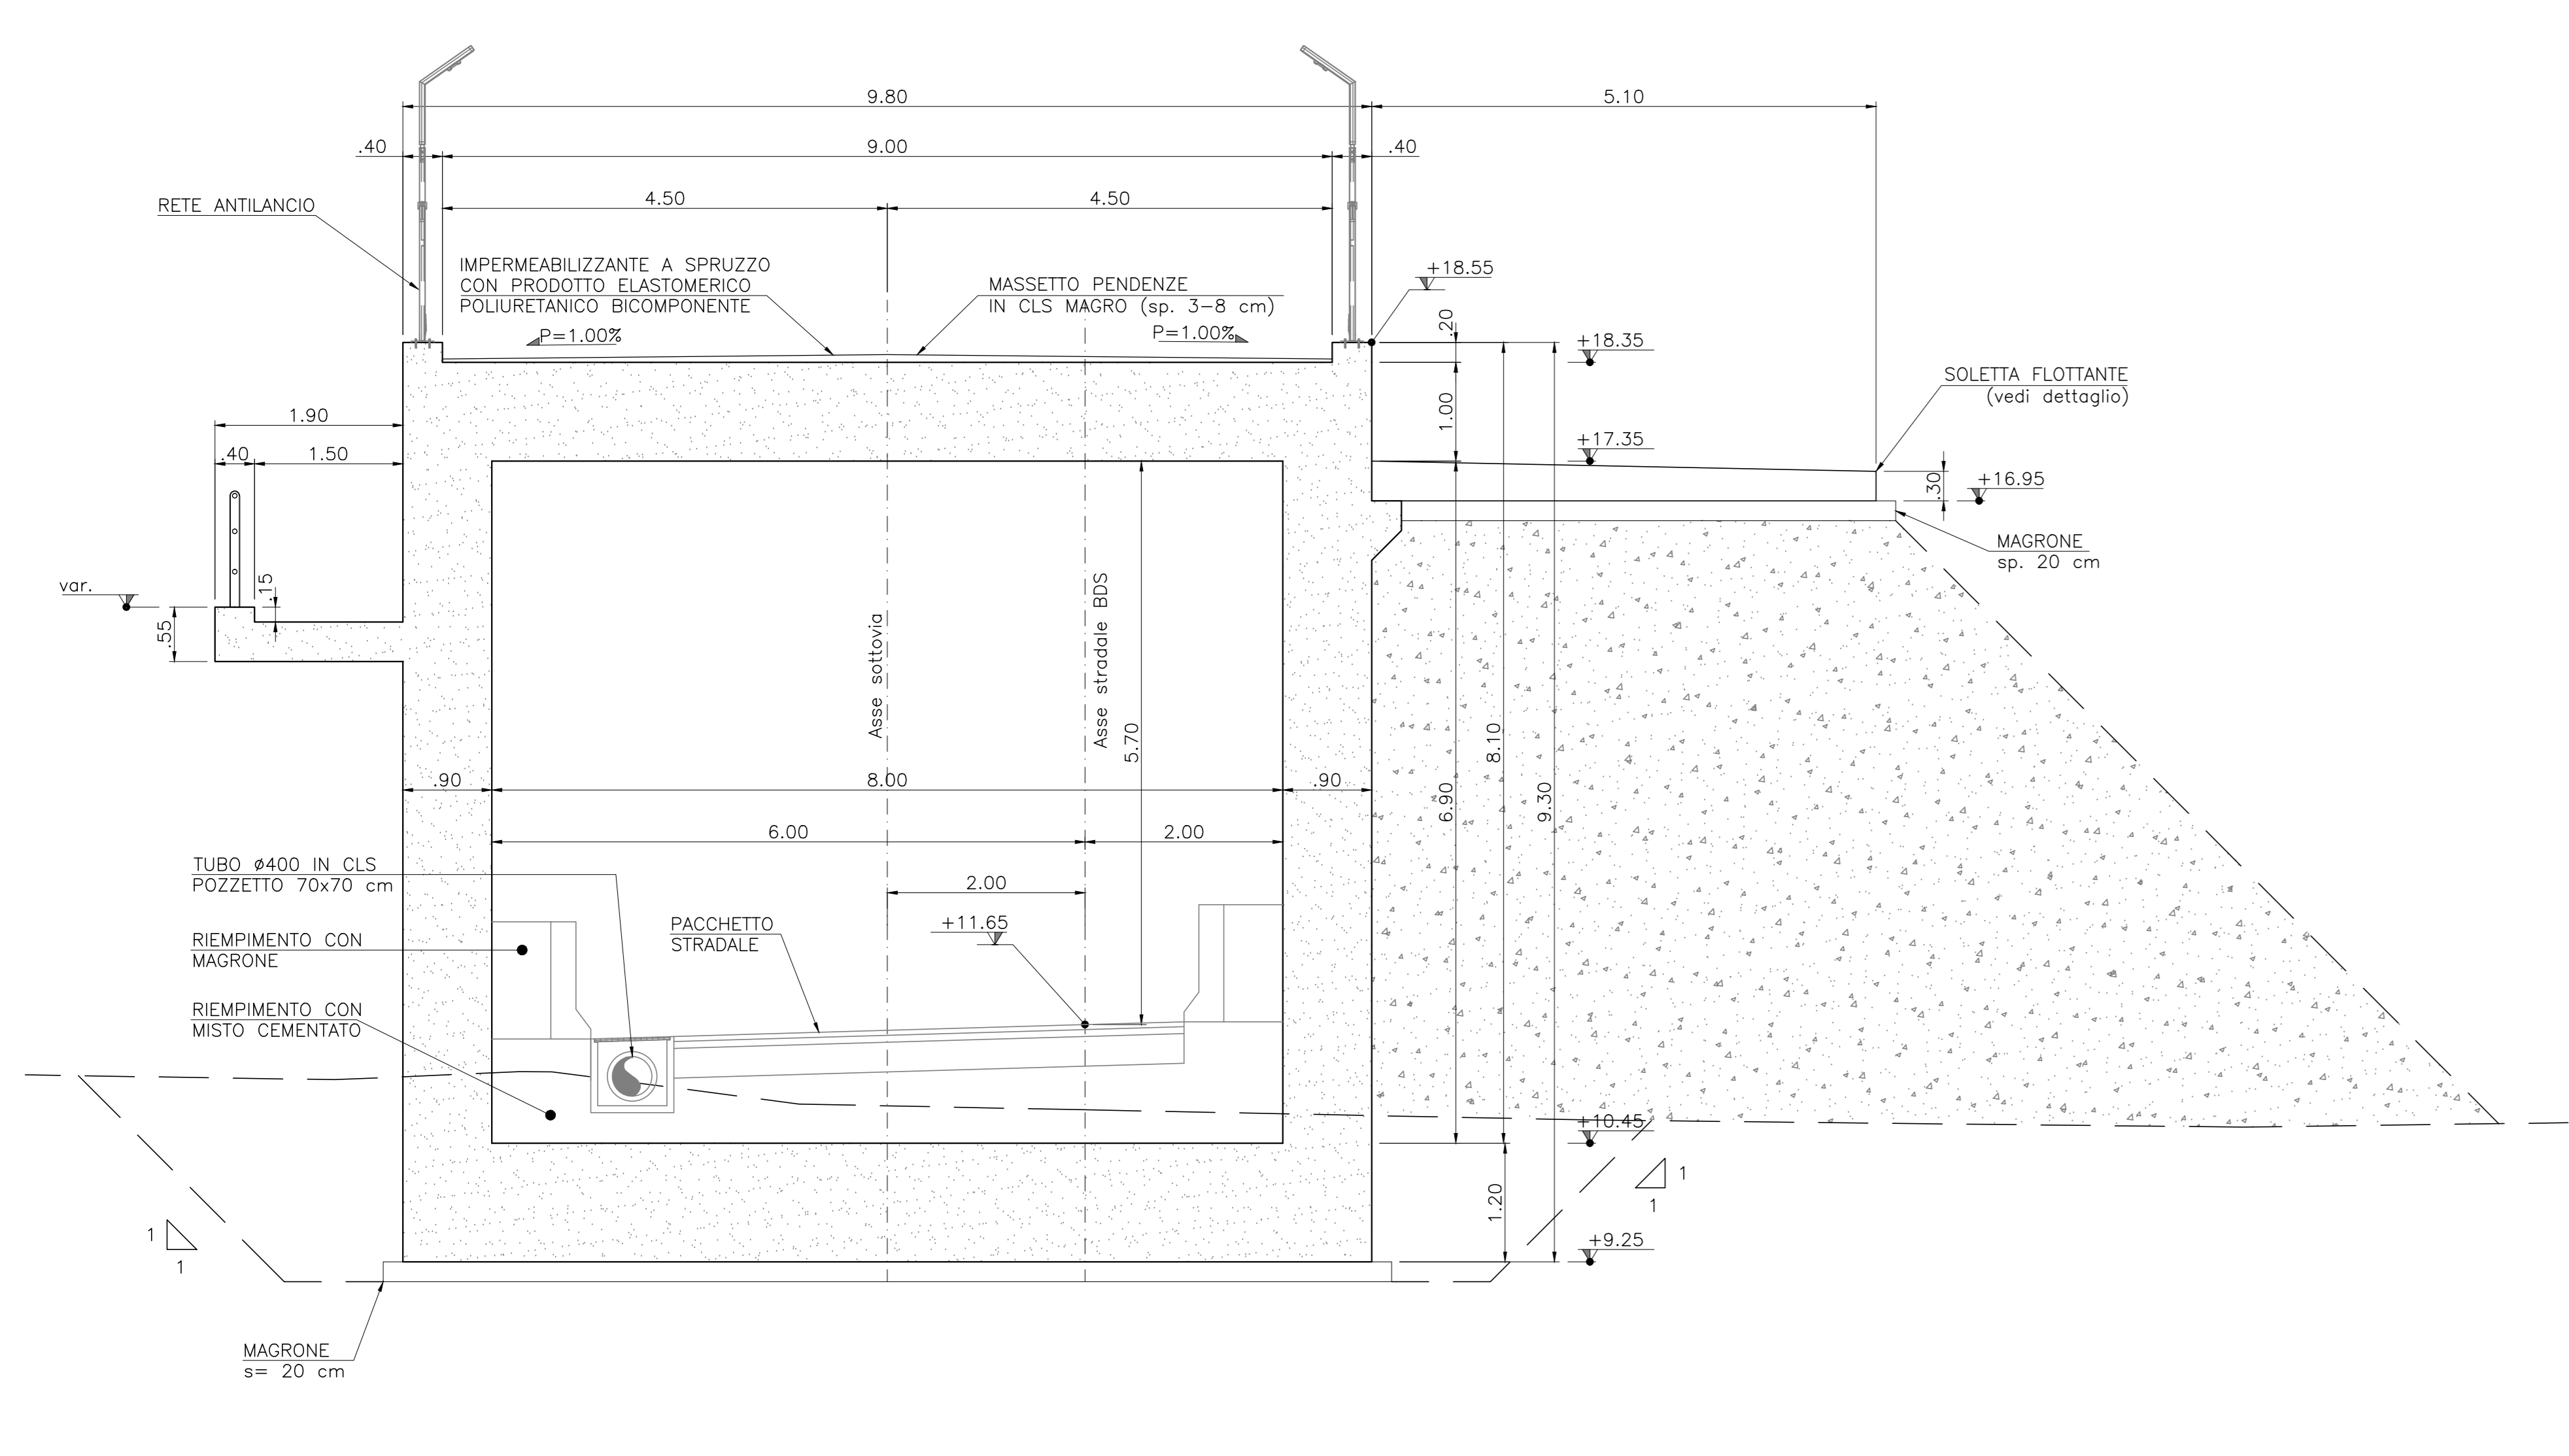 9.80
5.10
.40
9.00
.40
4.50
4.50
RETE ANTILANCIO
IMPERMEABILIZZANTE A SPRUZZO
CON PRODOTTO ELASTOMERICO
POLIURETANICO BICOMPONENTE
MASSETTO PENDENZE
IN CLS MAGRO (sp. 3-8 cm)
P=1.00%
P=1.00%
+18.55
.20
+18.35
1.00
+17.35
SOLETTA FLOTTANTE
(vedi dettaglio)
.30
+16.95
MAGRONE
sp. 20 cm
1.90
.40
1.50
var.
.15
.55
Asse sottovia
Asse stradale BDS
5.70
6.90
8.10
9.30
.90
8.00
.90
6.00
2.00
2.00
+11.65
TUBO ø400 IN CLS
POZZETTO 70x70 cm
PACCHETTO
STRADALE
RIEMPIMENTO CON
MAGRONE
RIEMPIMENTO CON
MISTO CEMENTATO
+10.45
1.20
+9.25
1
1
1
1
MAGRONE
s= 20 cm